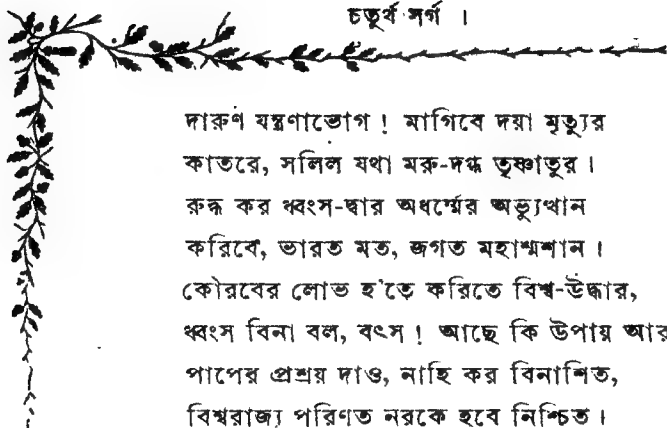 চতুর্থ সর্গ ।
দারুণ যন্ত্রণাভোগ ! মাগিবে দয়া মৃত্যুর
কাতরে, সলিল যথা মরু-দগ্ধ তৃষ্ণাতুর ।
রুদ্ধ কর ধ্বংস-দ্বার অধর্ম্মের অভ্যুত্থান
করিবে, ভারত মত, জগত মহাশ্মশান ।
কৌরবের লোভ হ'তে করিতে বিশ্ব-উদ্ধার,
ধ্বংস বিনা বল, বৎস ! আছে কি উপায় আর
পাপের প্রশ্রয় দাও, নাহি কর বিনাশিত,
বিশ্বরাজ্য পরিণত নরকে হবে নিশ্চিত ।